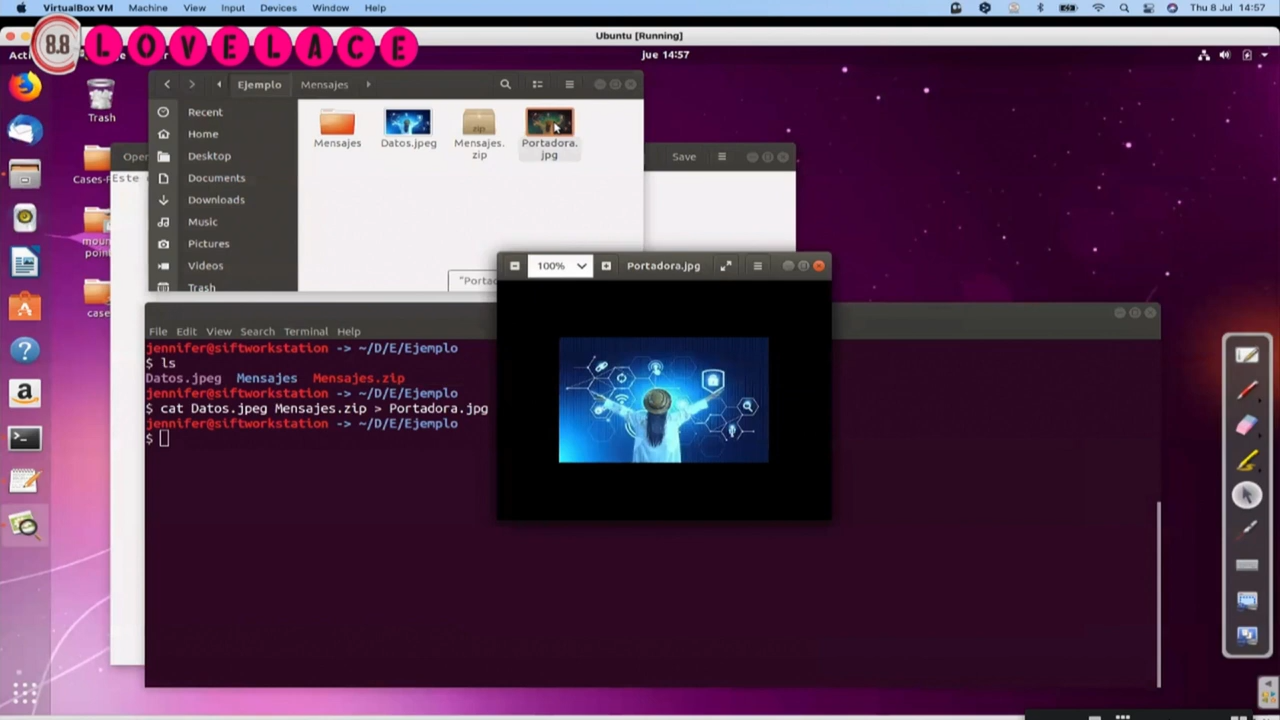 VirtualBox VM Machine View Input Devices Window Help
Thu 8 Jul 14:57
Ubuntu [Running]
8.8
LOVELACE
jue 14:57
Ejemplo
Mensajes
Trash
Recent
Home
Desktop
Documents
Downloads
Music
Pictures
Videos
Trash
Mensajes
Datos.jpeg
Mensajes.
zip
Portadora.
jpg
zip
Open
Save
Este
100%
Portadora.jpg
File Edit View Search Terminal Help
jennifer@siftworkstation -> ~/D/E/Ejemplo
$ ls
Datos.jpeg Mensajes Mensajes.zip
jennifer@siftworkstation -> ~/D/E/Ejemplo
$ cat Datos.jpeg Mensajes.zip > Portadora.jpg
jennifer@siftworkstation -> ~/D/E/Ejemplo
$